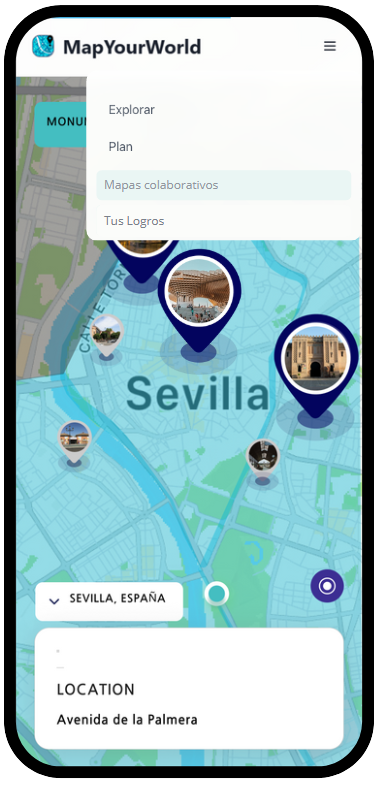 MapYourWorld
Explorar
MONU
Plan
Mapas colaborativos
Tus Logros
CALLE TOR
Sevilla
SEVILLA, ESPAÑA
LOCATION
Avenida de la Palmera